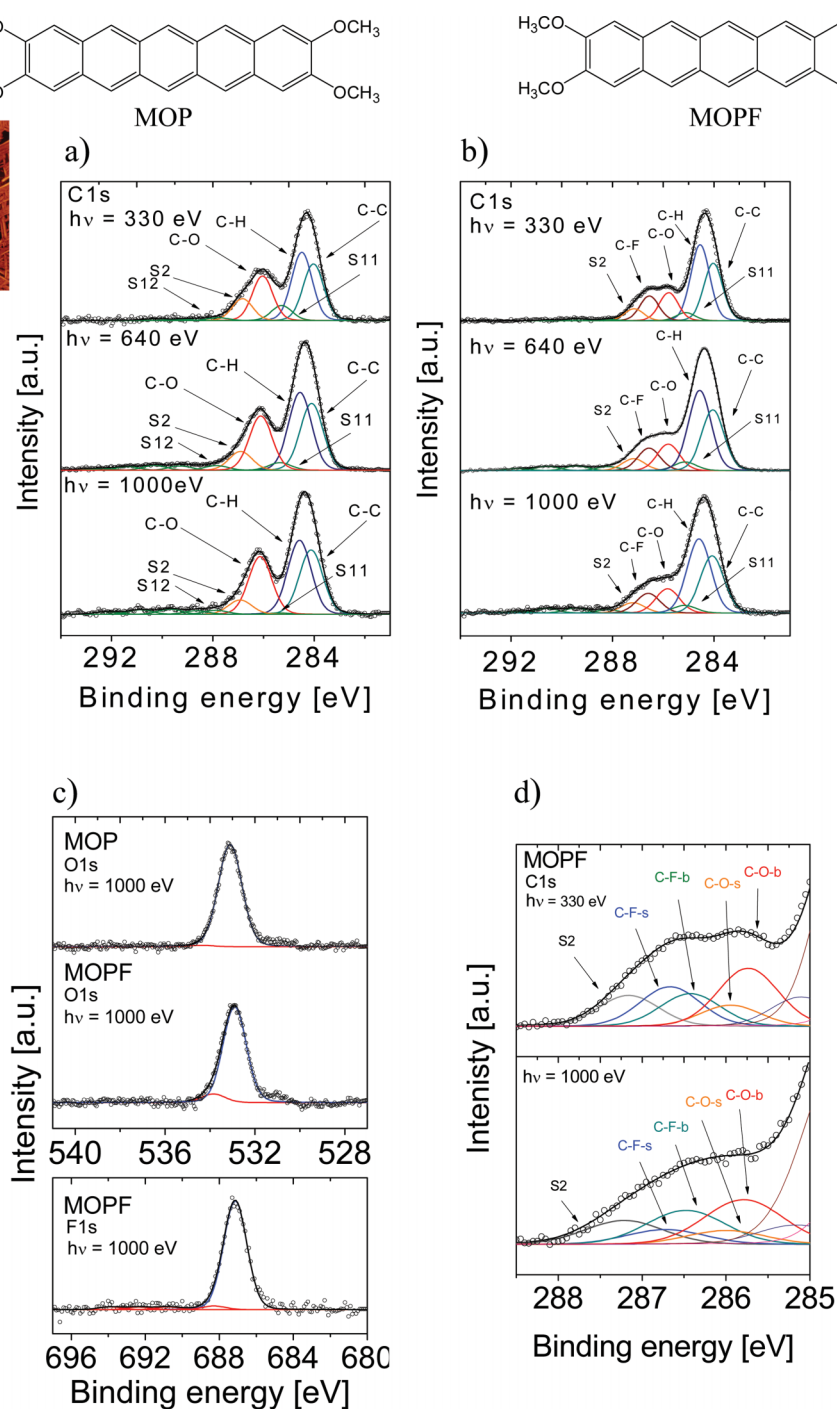 OCH₃
OCH₃
MOP
H₃CO
H₃CO
MOPF
a)
C1s
hν = 330 eV
C-O
C-H
C-C
S2
S12
S11
hν = 640 eV
C-O
C-H
C-C
S2
S12
S11
hν = 1000eV
C-O
C-H
C-C
S2
S12
S11
Intensity [a.u.]
292 288 284
Binding energy [eV]
b)
C1s
hν = 330 eV
C-H
C-O
C-F
S2
C-C
S11
hν = 640 eV
C-H
C-O
C-F
S2
C-C
S11
hν = 1000 eV
C-H
C-O
C-F
S2
C-C
S11
Intensity [a.u.]
292 288 284
Binding energy [eV]
c)
MOP
O1s
hν = 1000 eV
MOPF
O1s
hν = 1000 eV
540 536 532 528
MOPF
F1s
hν = 1000 eV
Intensity [a.u.]
696 692 688 684 680
Binding energy [eV]
d)
MOPF
C1s
hν = 330 eV
S2
C-F-s
C-F-b
C-O-s
C-O-b
hν = 1000 eV
S2
C-F-s
C-F-b
C-O-s
C-O-b
Intenisty [a.u.]
288 287 286 285
Binding energy [eV]